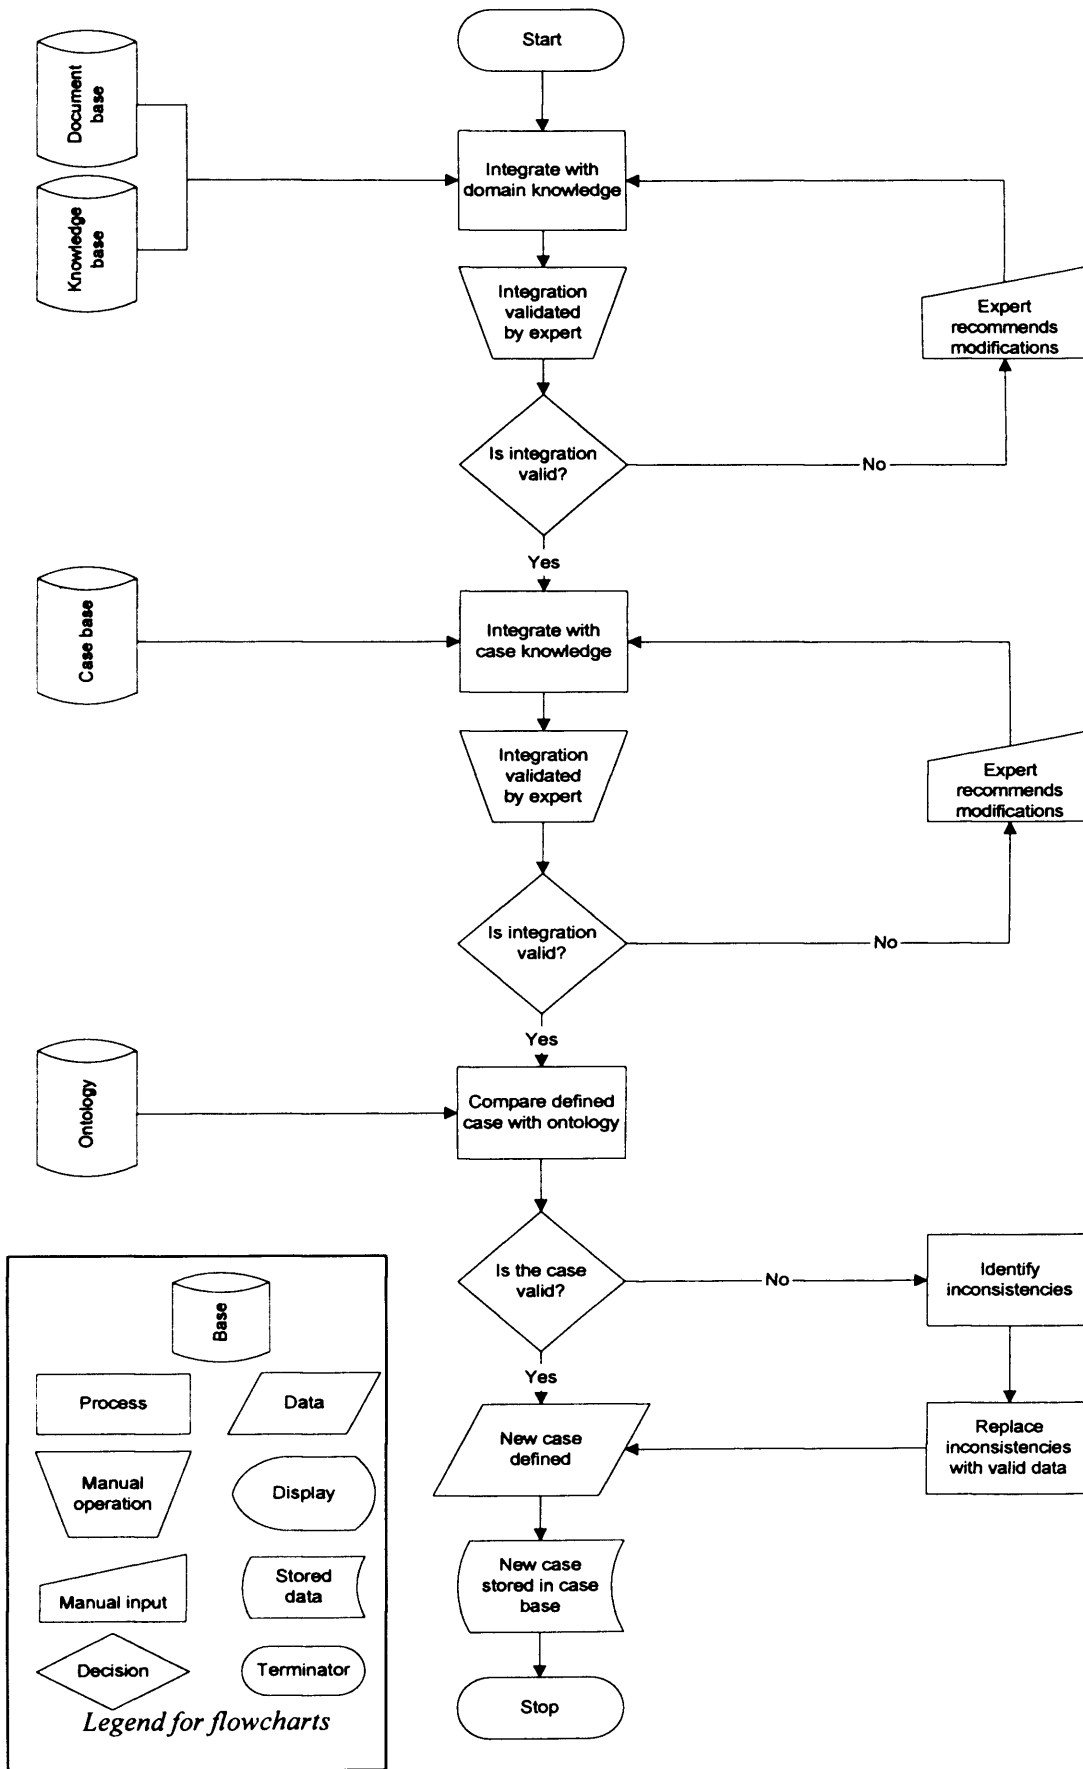 Start
Document
base
Knowledge
base
Integrate with
domain knowledge
Integration
validated
by expert
Expert
recommends
modifications
Is integration
valid?
No
Yes
Case base
Integrate with
case knowledge
Integration
validated
by expert
Expert
recommends
modifications
Is integration
valid?
No
Yes
Ontology
Compare defined
case with ontology
Is the case
valid?
No
Identify
inconsistencies
Yes
New case
defined
Replace
inconsistencies
with valid data
New case
stored in case
base
Stop
Base
Process
Data
Manual
operation
Display
Manual input
Stored
data
Decision
Terminator
Legend for flowcharts